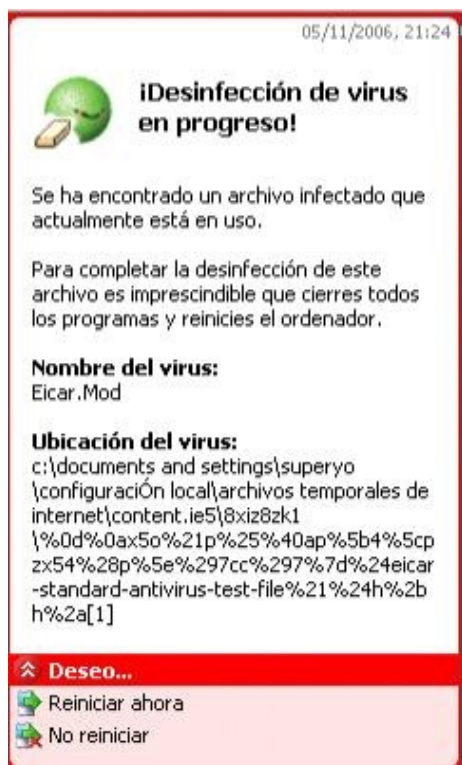 05/11/2006, 21:24
¡Desinfección de virus
en progreso!
Se ha encontrado un archivo infectado que
actualmente está en uso.
Para completar la desinfección de este
archivo es imprescindible que cierres todos
los programas y reinicies el ordenador.
Nombre del virus:
Eicar.Mod
Ubicación del virus:
c:\documents and settings\superyo
\configuraciÓn local\archivos temporales de
internet\content.ie5\8xiz8zk1
\%0d%0ax5o%21p%25%40ap%5b4%5cp
zx54%28p%5e%297cc%297%7d%24eicar
-standard-antivirus-test-file%21%24h%2b
h%2a[1]
Deseo...
Reiniciar ahora
No reiniciar